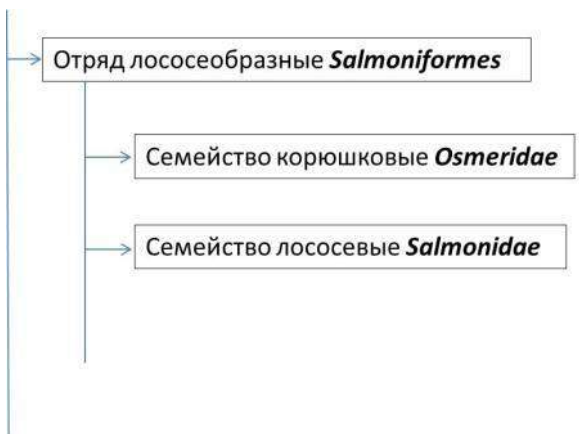 Отряд лососеобразные Salmoniformes
Семейство корюшковые Osmeridae
Семейство лососевые Salmonidae